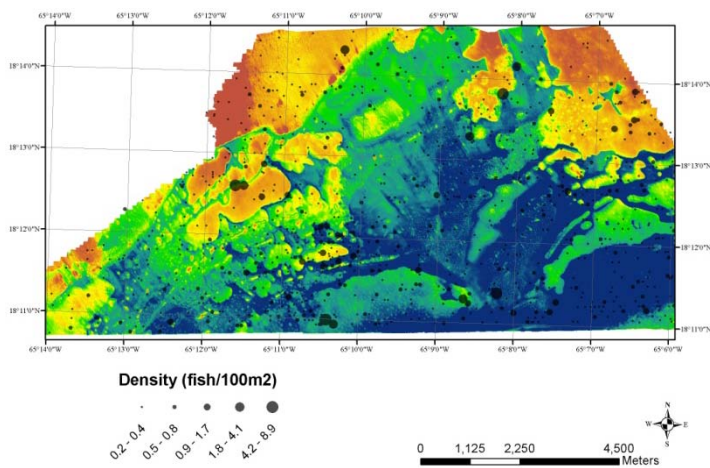 65°14'0"W 65°13'0"W 65°12'0"W 65°11'0"W 65°10'0"W 65°9'0"W 65°8'0"W 65°7'0"W
18°14'0"N 18°14'0"N
18°13'0"N 18°13'0"N
18°12'0"N 18°12'0"N
18°11'0"N 18°11'0"N
65°14'0"W 65°13'0"W 65°12'0"W 65°11'0"W 65°10'0"W 65°9'0"W 65°8'0"W 65°7'0"W 65°6'0"W
Density (fish/100m2)
0.2 - 0.4 0.5 - 0.8 0.9 - 1.7 1.8 - 4.1 4.2 - 8.9
N
W E
S
0 1,125 2,250 4,500
Meters